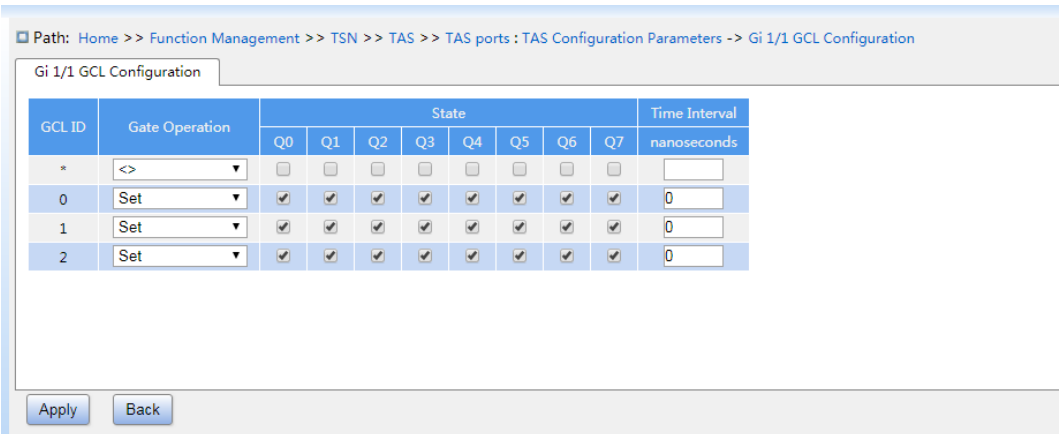 Path: Home >> Function Management >> TSN >> TAS >> TAS ports : TAS Configuration Parameters -> Gi 1/1 GCL Configuration
Gi 1/1 GCL Configuration
GCL ID Gate Operation State Time Interval
Q0 Q1 Q2 Q3 Q4 Q5 Q6 Q7 nanoseconds
* <>
0 Set 0
1 Set 0
2 Set 0
Apply Back